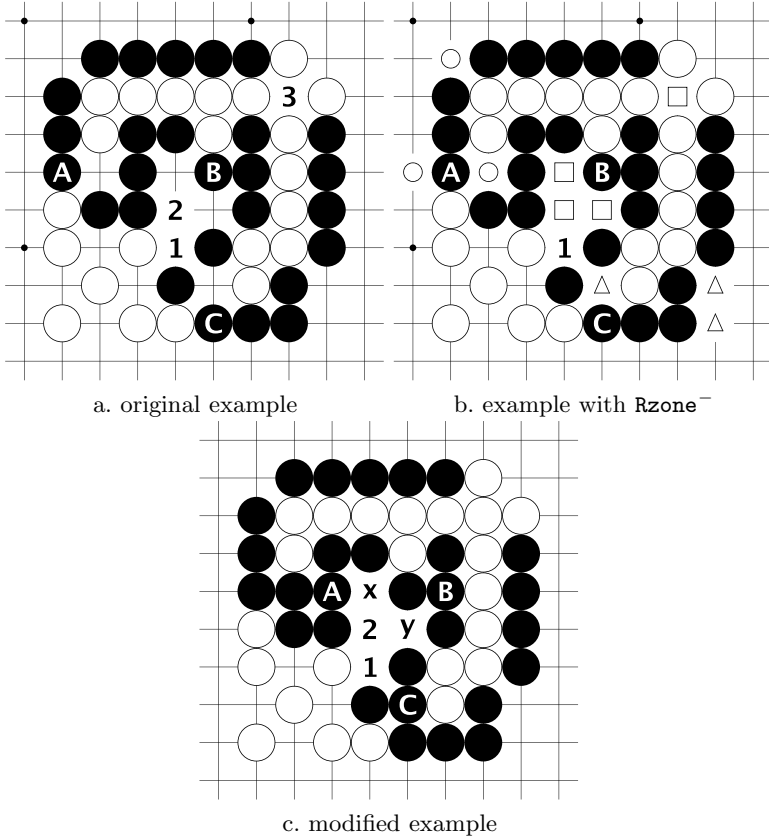 3
A B
2
1
C
a. original example
A B
1
C
b. example with Rzone⁻
A x B
2 y
1
C
c. modified example